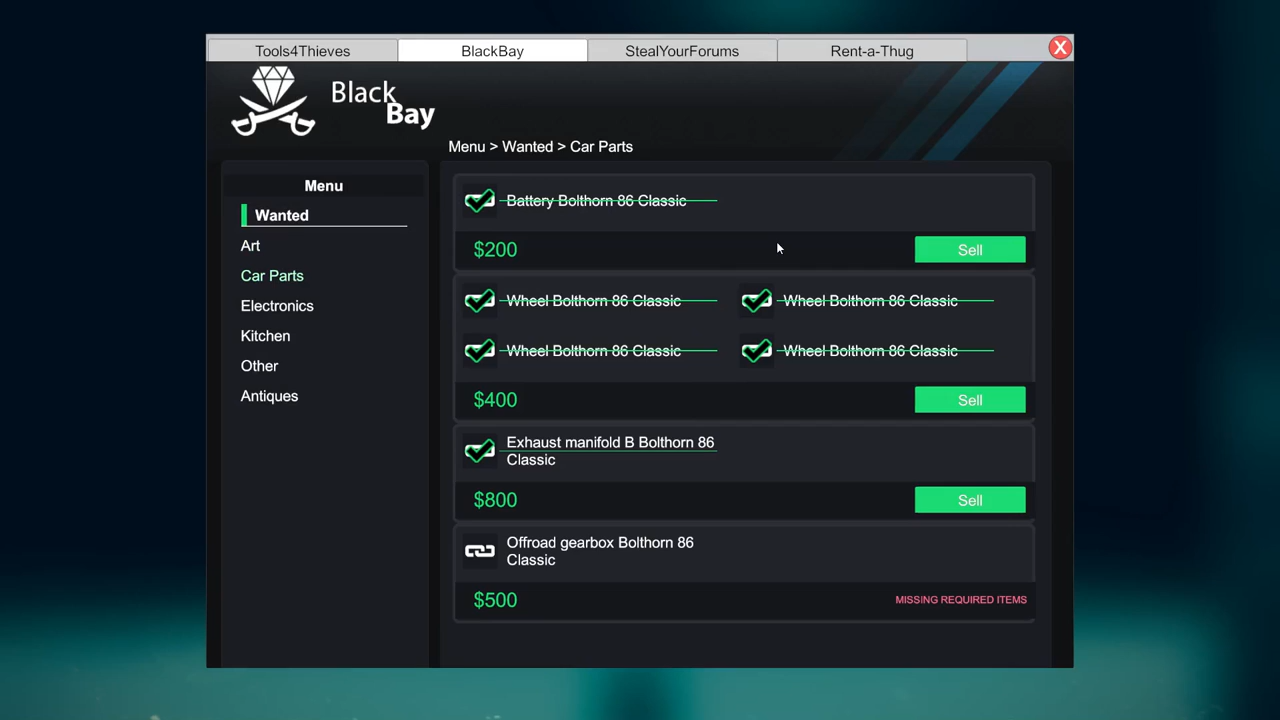 Tools4Thieves
BlackBay
StealYourForums
Rent-a-Thug
X
Black
Bay
Menu > Wanted > Car Parts
Menu
Wanted
Art
Car Parts
Electronics
Kitchen
Other
Antiques
Battery Bolthorn 86 Classic
$200
Sell
Wheel Bolthorn 86 Classic
Wheel Bolthorn 86 Classic
Wheel Bolthorn 86 Classic
Wheel Bolthorn 86 Classic
$400
Sell
Exhaust manifold B Bolthorn 86
Classic
$800
Sell
Offroad gearbox Bolthorn 86
Classic
$500
MISSING REQUIRED ITEMS